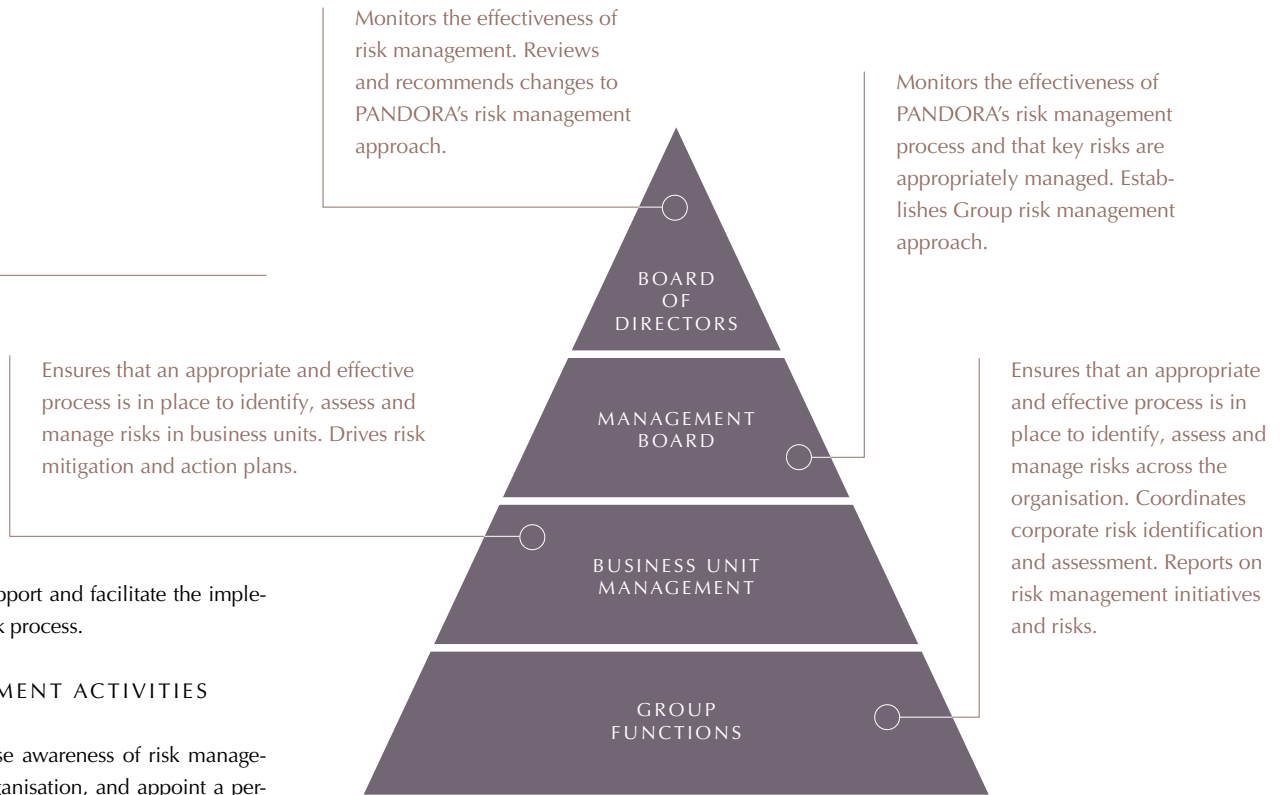 Monitors the effectiveness of
risk management. Reviews
and recommends changes to
PANDORA’s risk management
approach.
Monitors the effectiveness of
PANDORA’s risk management
process and that key risks are
appropriately managed. Estab-
lishes Group risk management
approach.
BOARD
OF
DIRECTORS
Ensures that an appropriate and effective
process is in place to identify, assess and
manage risks in business units. Drives risk
mitigation and action plans.
MANAGEMENT
BOARD
Ensures that an appropriate
and effective process is in
place to identify, assess and
manage risks across the
organisation. Coordinates
corporate risk identification
and assessment. Reports on
risk management initiatives
and risks.
BUSINESS UNIT
MANAGEMENT
GROUP
FUNCTIONS
pport and facilitate the imple-
k process.
MENT ACTIVITIES
se awareness of risk manage-
ganisation, and appoint a per-